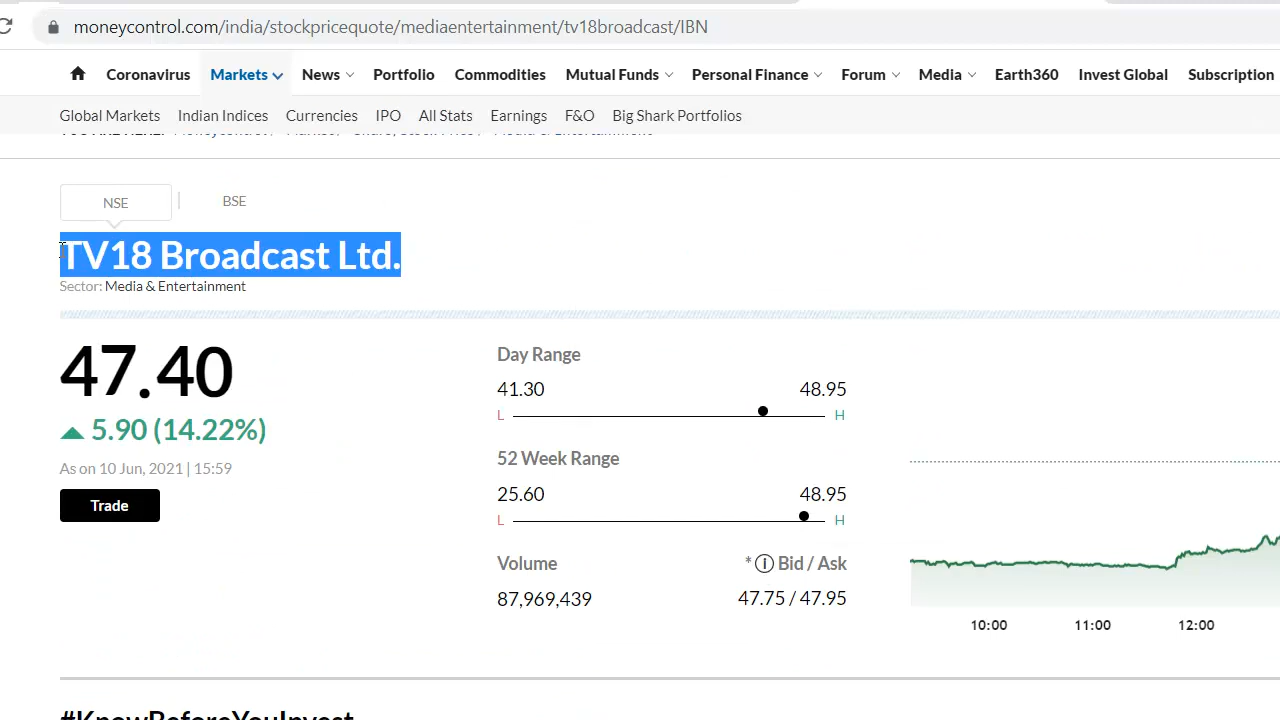 moneycontrol.com/india/stockpricequote/mediaentertainment/tv18broadcast/IBN
Coronavirus Markets News Portfolio Commodities Mutual Funds Personal Finance Forum Media Earth360 Invest Global Subscription
Global Markets Indian Indices Currencies IPO All Stats Earnings F&O Big Shark Portfolios
NSE BSE
TV18 Broadcast Ltd.
Sector: Media & Entertainment
47.40
5.90 (14.22%)
As on 10 Jun, 2021 | 15:59
Trade
Day Range
41.30 48.95
L H
52 Week Range
25.60 48.95
L H
Volume * i Bid / Ask
87,969,439 47.75 / 47.95
10:00 11:00 12:00
#KnowBeforeYouInvest